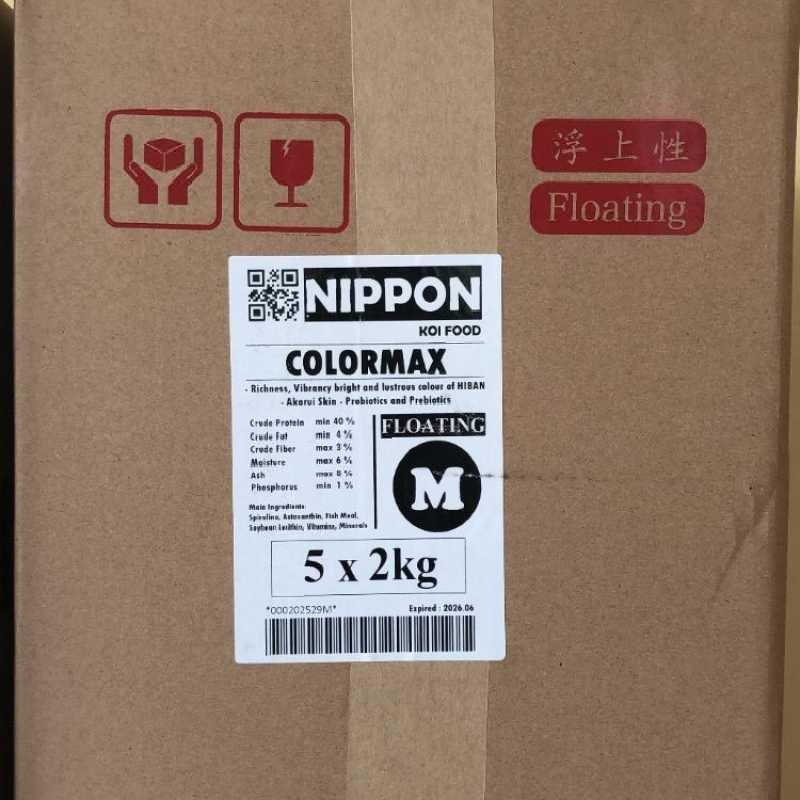 浮上性
Floating
NIPPON
KOI FOOD
COLORMAX
- Richness, Vibrancy bright and lustrous colour of HIBAN
- Akarui Skin - Probiotics and Prebiotics
Crude Protein min 40 %
Crude Fat min 4 %
Crude Fiber max 3 %
Moisture max 6 %
Ash max 8 %
Phosphorus min 1 %
FLOATING
M
Main Ingredients:
Spirulina, Astaxanthin, Fish Meal,
Soybean Lecithin, Vitamins, Minerals
5 x 2kg
*000202529M*
Expired : 2026.06